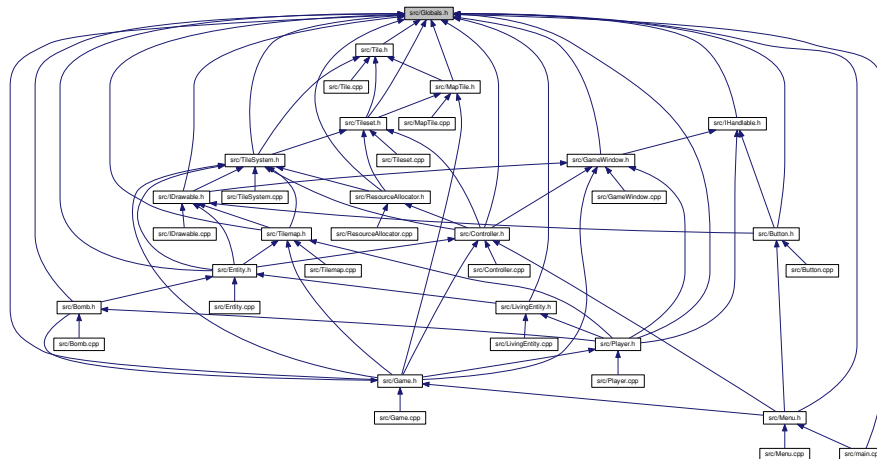 src/Globals.h
src/Tile.h
src/Tile.cpp
src/MapTile.h
src/Tileset.h
src/MapTile.cpp
src/IHandlable.h
src/TileSystem.h
src/Tileset.cpp
src/GameWindow.h
src/IDrawable.h
src/TileSystem.cpp
src/ResourceAllocator.h
src/GameWindow.cpp
src/IDrawable.cpp
src/Tilemap.h
src/ResourceAllocator.cpp
src/Controller.h
src/Button.h
src/Entity.h
src/Tilemap.cpp
src/Controller.cpp
src/Button.cpp
src/Bomb.h
src/Entity.cpp
src/LivingEntity.h
src/Bomb.cpp
src/LivingEntity.cpp
src/Player.h
src/Game.h
src/Player.cpp
src/Game.cpp
src/Menu.h
src/Menu.cpp
src/main.cp